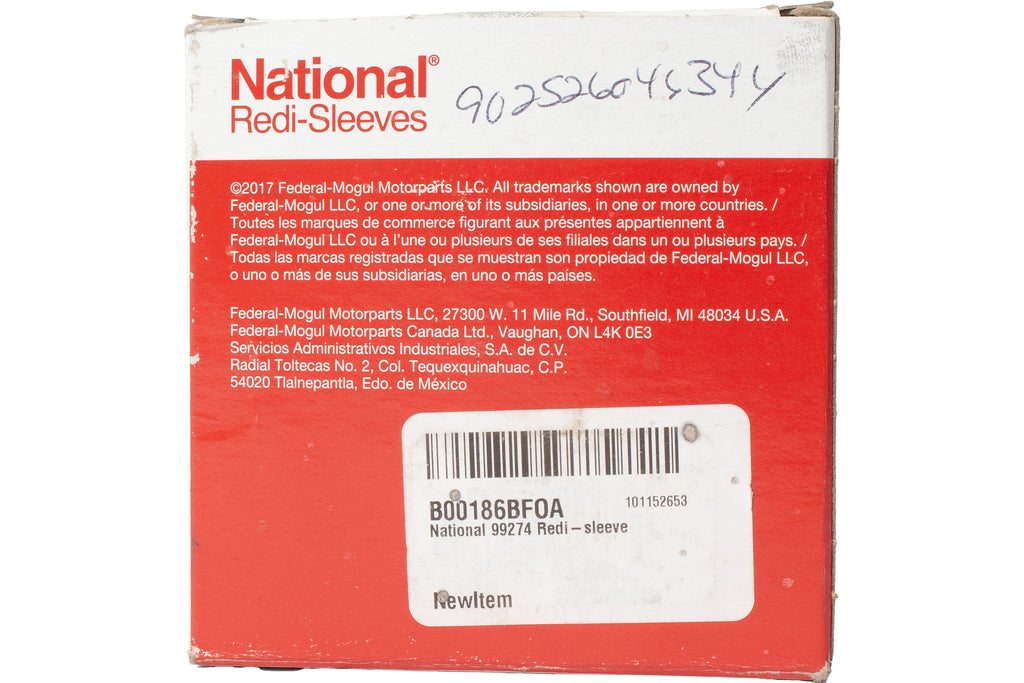 National®
Redi-Sleeves
©2017 Federal-Mogul Motorparts LLC. All trademarks shown are owned by
Federal-Mogul LLC, or one or more of its subsidiaries, in one or more countries. /
Toutes les marques de commerce figurant aux présentes appartiennent à
Federal-Mogul LLC ou à l'une ou plusieurs de ses filiales dans un ou plusieurs pays. /
Todas las marcas registradas que se muestran son propiedad de Federal-Mogul LLC,
o uno o más de sus subsidiarias, en uno o más países.
Federal-Mogul Motorparts LLC, 27300 W. 11 Mile Rd., Southfield, MI 48034 U.S.A.
Federal-Mogul Motorparts Canada Ltd., Vaughan, ON L4K 0E3
Servicios Administrativos Industriales, S.A. de C.V.
Radial Toltecas No. 2, Col. Tequexquinahuac, C.P.
54020 Tlalnepantla, Edo. de México
B00186BFOA 101152653
National 99274 Redi-sleeve
NewItem